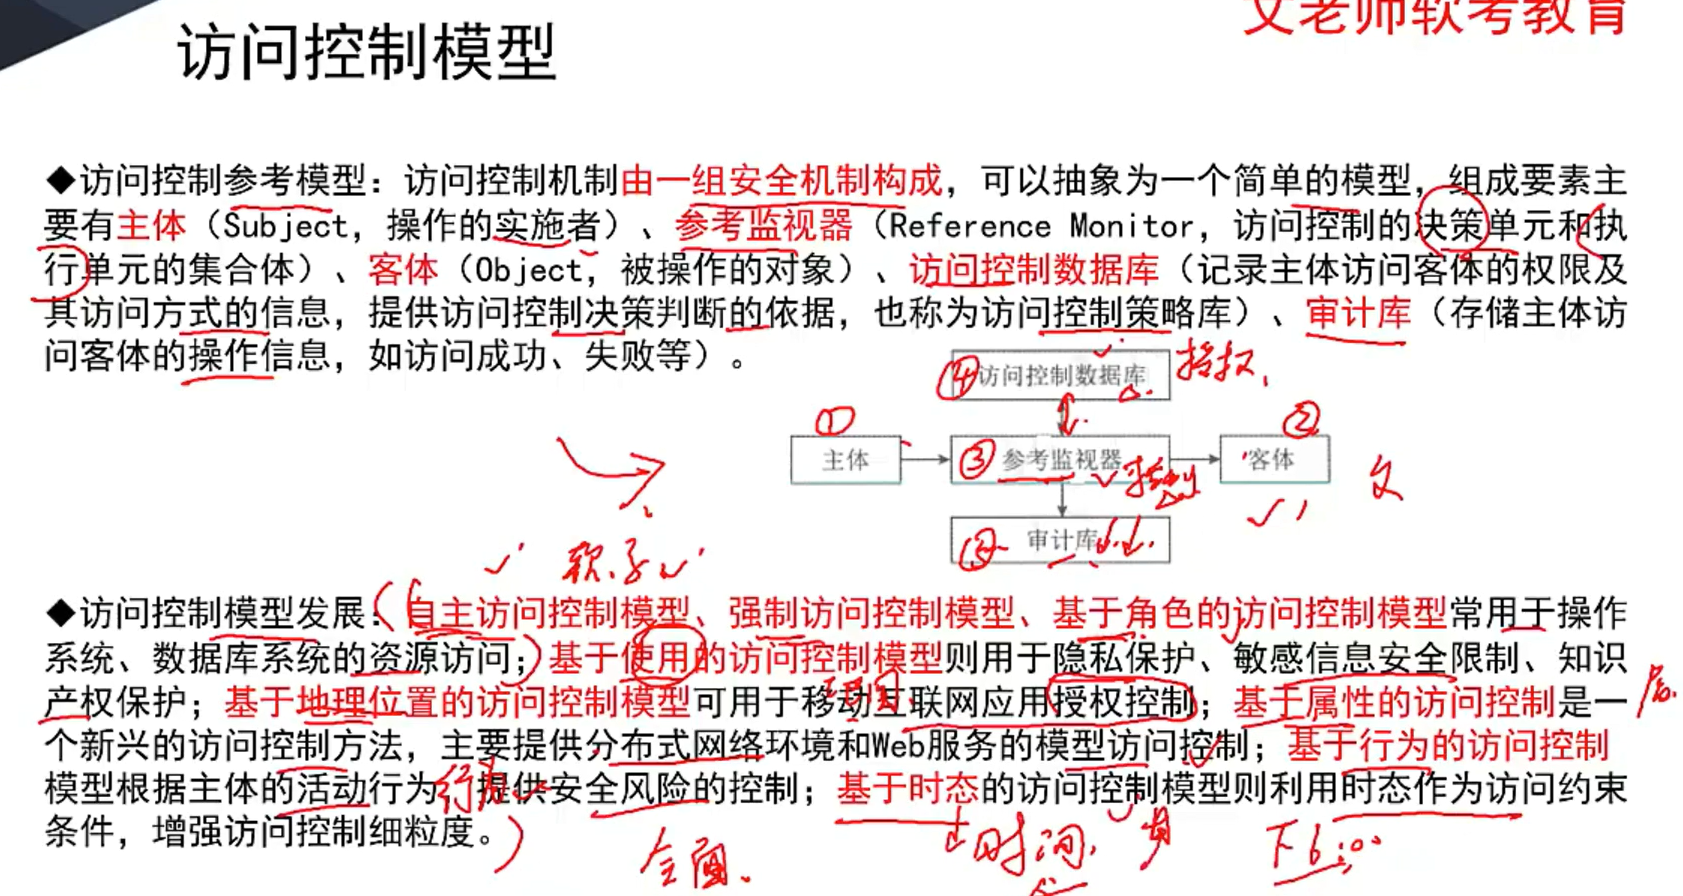 文老师软考教育
访问控制模型
◆访问控制参考模型：访问控制机制由一组安全机制构成，可以抽象为一个简单的模型，组成要素主
要有主体（Subject，操作的实施者）、参考监视器（Reference Monitor，访问控制的决策单元和执
行单元的集合体）、客体（Object，被操作的对象）、访问控制数据库（记录主体访问客体的权限及
其访问方式的信息，提供访问控制决策判断的依据，也称为访问控制策略库）、审计库（存储主体访
问客体的操作信息，如访问成功、失败等）。
④访问控制数据库 授权
① ②
主体 ③参考监视器 客体
审计库
◆访问控制模型发展：自主访问控制模型、强制访问控制模型、基于角色的访问控制模型常用于操作
系统、数据库系统的资源访问；基于使用的访问控制模型则用于隐私保护、敏感信息安全限制、知识
产权保护；基于地理位置的访问控制模型可用于移动互联网应用授权控制；基于属性的访问控制是一
个新兴的访问控制方法，主要提供分布式网络环境和Web服务的模型访问控制；基于行为的访问控制
模型根据主体的活动行为，提供安全风险的控制；基于时态的访问控制模型则利用时态作为访问约束
条件，增强访问控制细粒度。
行为
全面
时间 下6:00